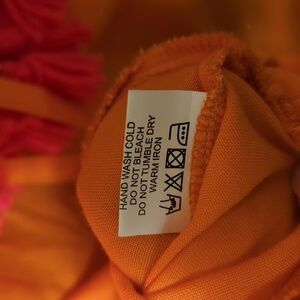 HAND WASH COLD
DO NOT BLEACH
DO NOT TUMBLE DRY
WARM IRON